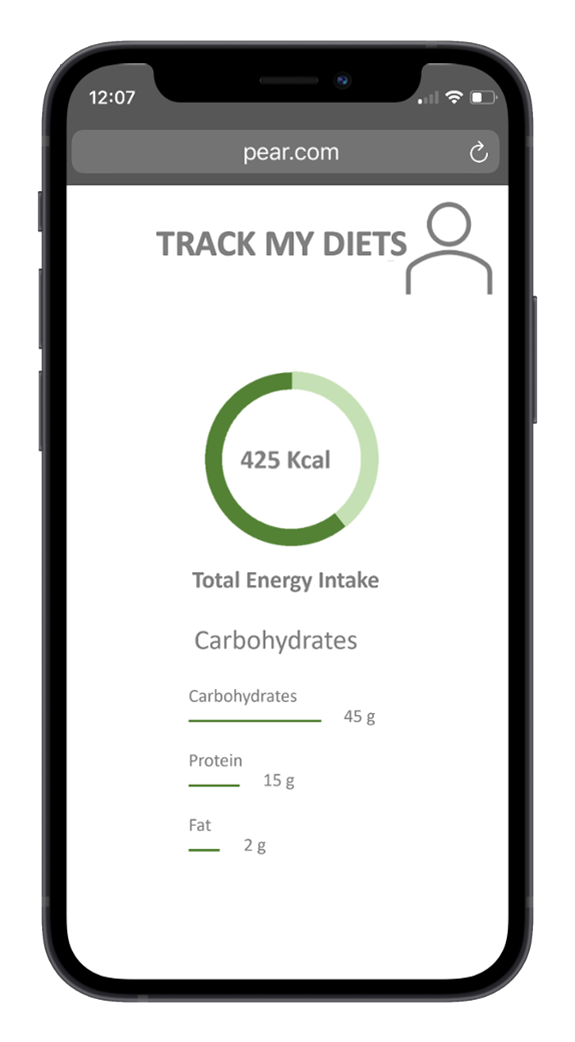 12:07
pear.com
TRACK MY DIETS
425 Kcal
Total Energy Intake
Carbohydrates
Carbohydrates
45 g
Protein
15 g
Fat
2 g